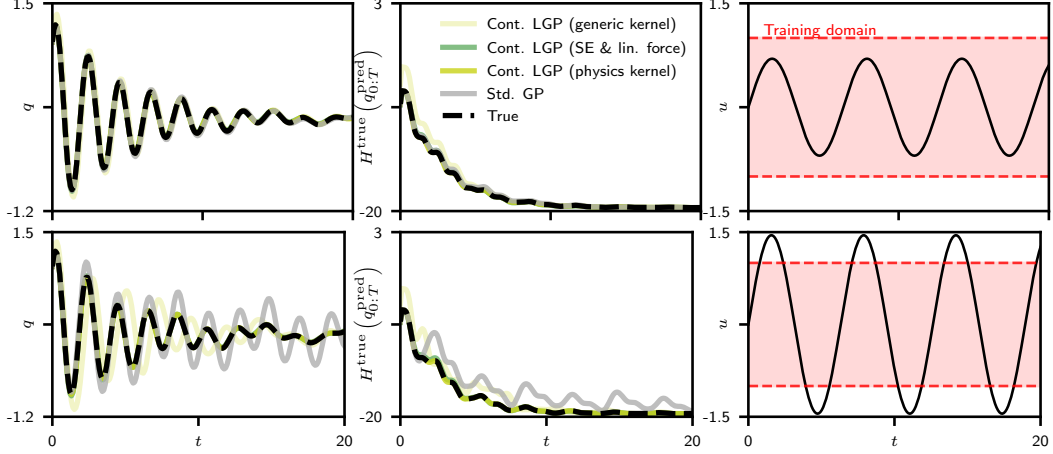 1.5
q
-1.2
3
H^true (q^pred_0:T)
-20
Cont. LGP (generic kernel)
Cont. LGP (SE & lin. force)
Cont. LGP (physics kernel)
Std. GP
True
1.5
Training domain
u
-1.5
1.5
q
-1.2
0
t
20
3
H^true (q^pred_0:T)
-20
0
t
20
1.5
u
-1.5
0
t
20